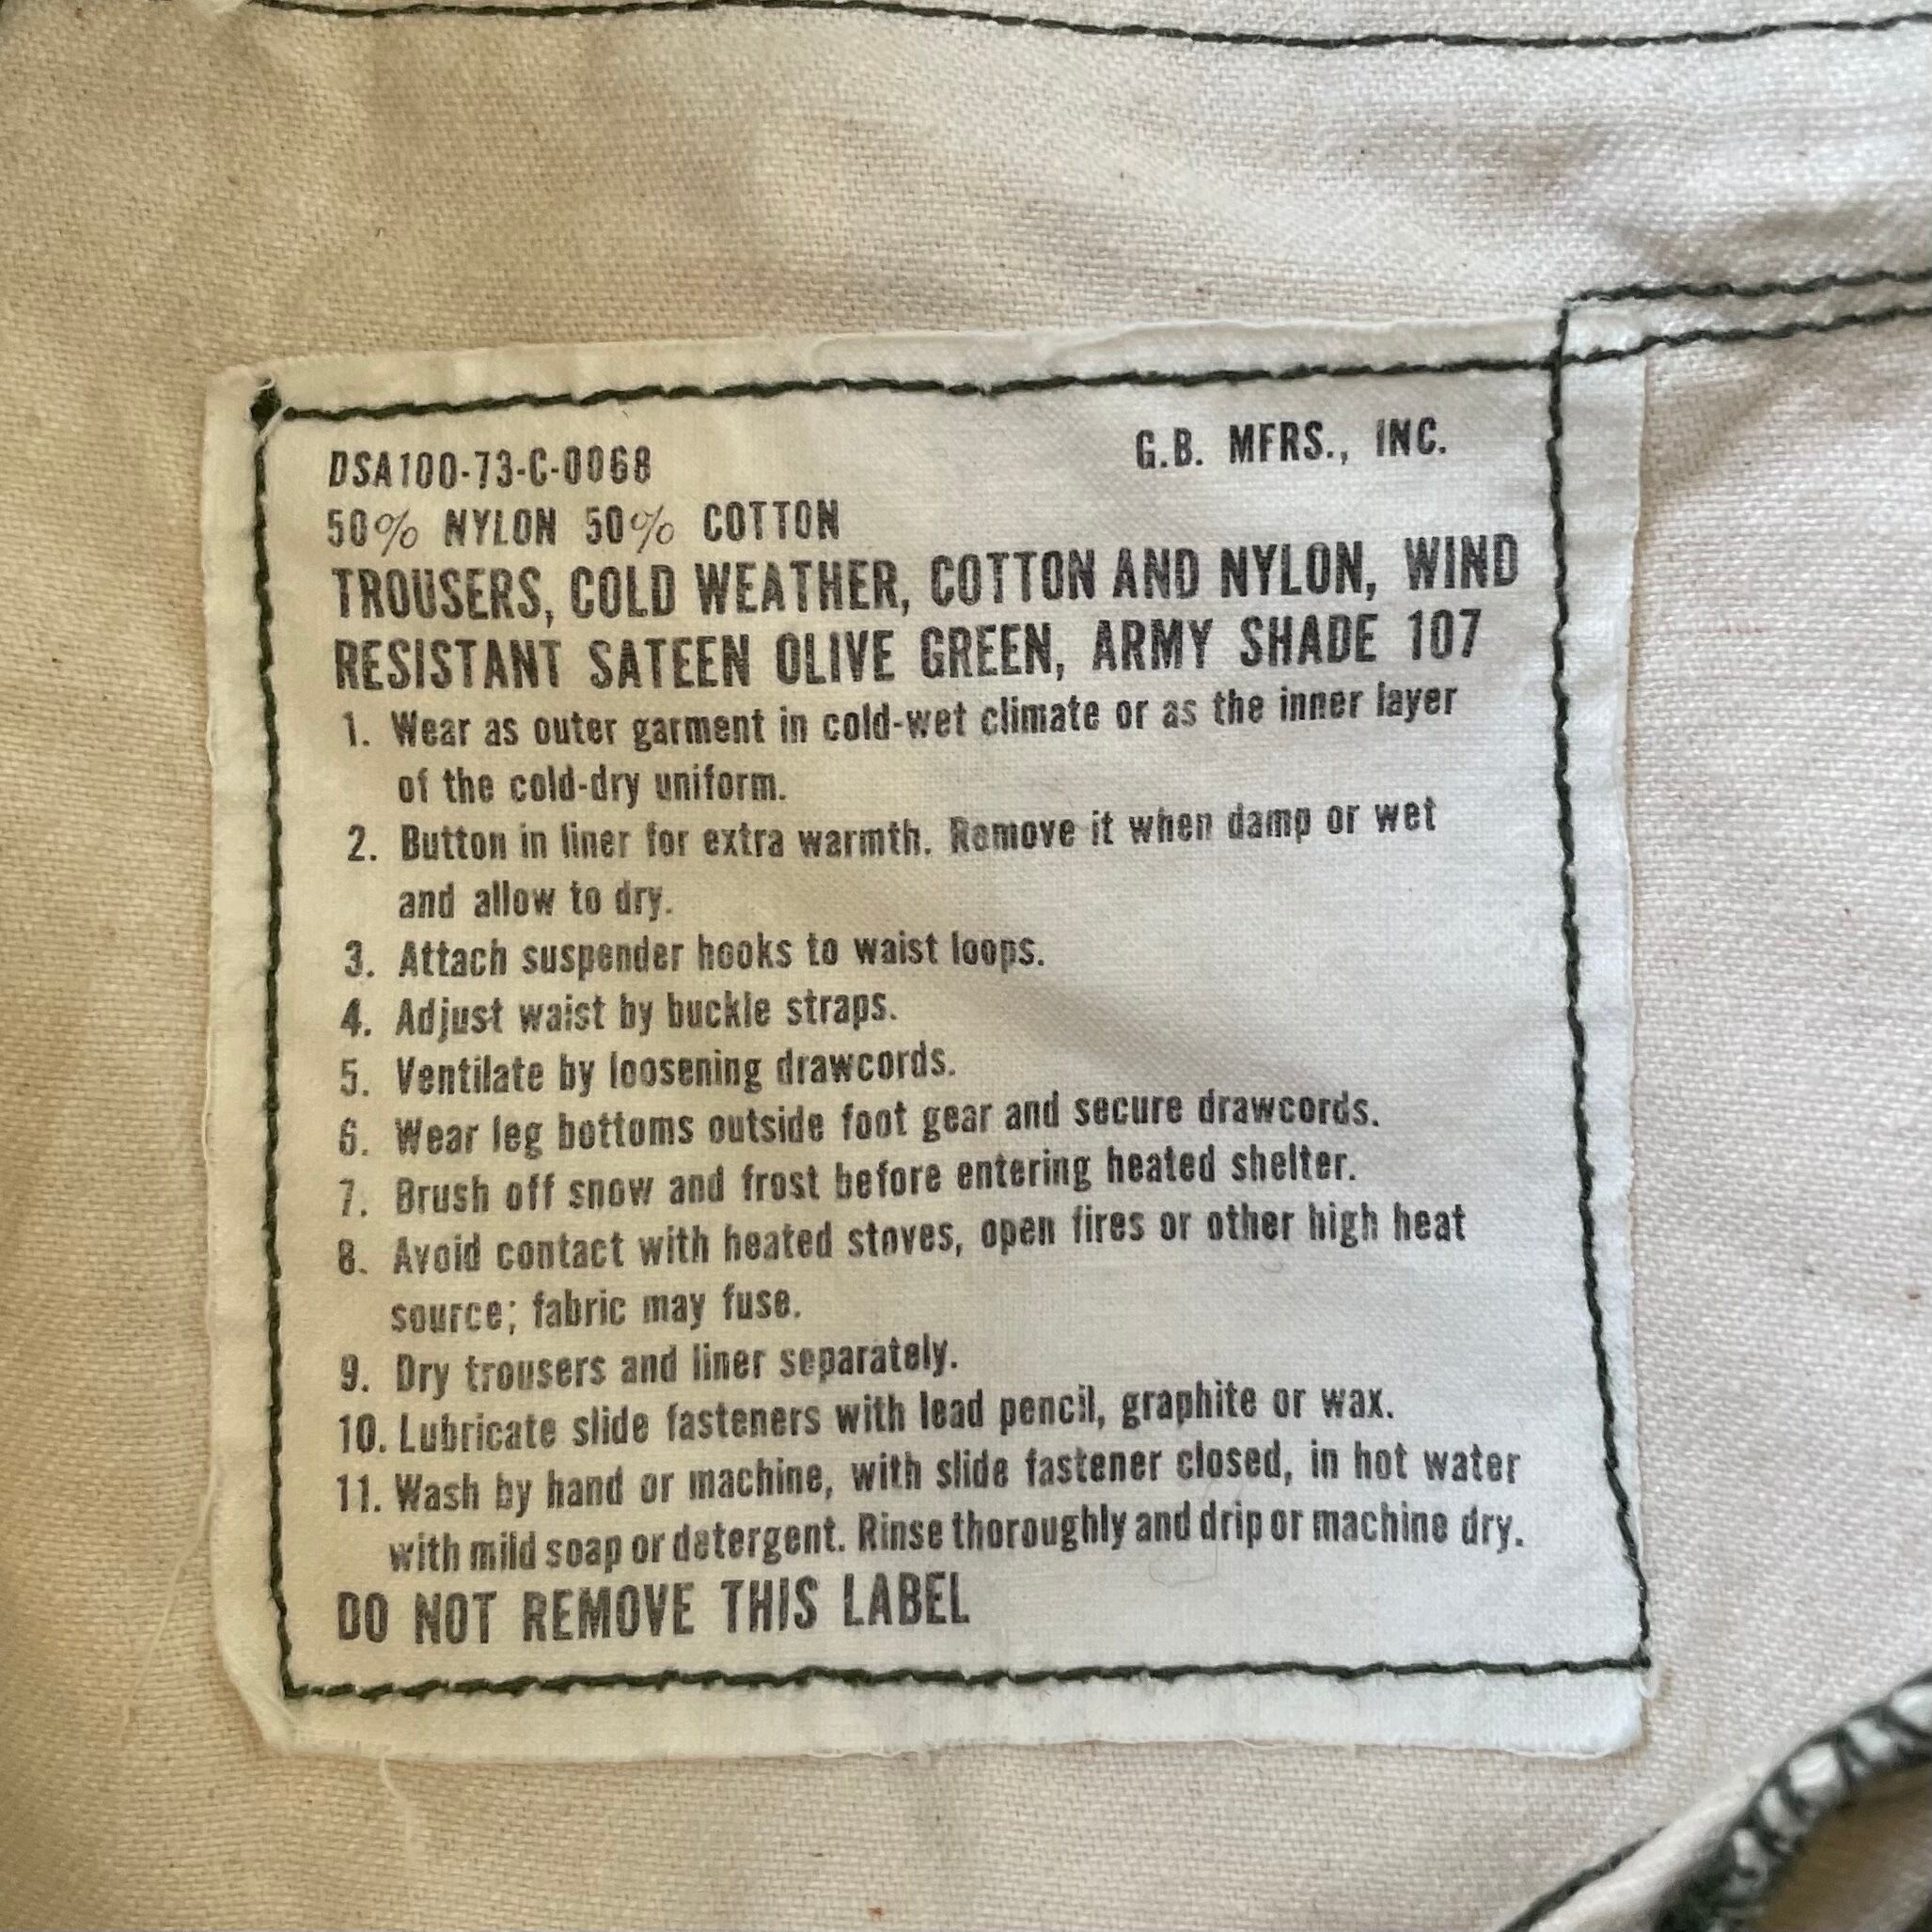 DSA100-73-C-0068 G.B. MFRS., INC.
50% NYLON 50% COTTON
TROUSERS, COLD WEATHER, COTTON AND NYLON, WIND
RESISTANT SATEEN OLIVE GREEN, ARMY SHADE 107
1. Wear as outer garment in cold-wet climate or as the inner layer
of the cold-dry uniform.
2. Button in liner for extra warmth. Remove it when damp or wet
and allow to dry.
3. Attach suspender hooks to waist loops.
4. Adjust waist by buckle straps.
5. Ventilate by loosening drawcords.
6. Wear leg bottoms outside foot gear and secure drawcords.
7. Brush off snow and frost before entering heated shelter.
8. Avoid contact with heated stoves, open fires or other high heat
source; fabric may fuse.
9. Dry trousers and liner separately.
10. Lubricate slide fasteners with lead pencil, graphite or wax.
11. Wash by hand or machine, with slide fastener closed, in hot water
with mild soap or detergent. Rinse thoroughly and drip or machine dry.
DO NOT REMOVE THIS LABEL